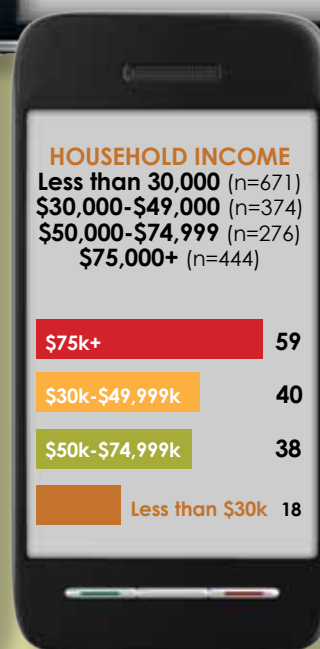 HOUSEHOLD INCOME
Less than 30,000 (n=671)
$30,000-$49,000 (n=374)
$50,000-$74,999 (n=276)
$75,000+ (n=444)
$75k+ 59
$30k-$49,999k 40
$50k-$74,999k 38
Less than $30k 18